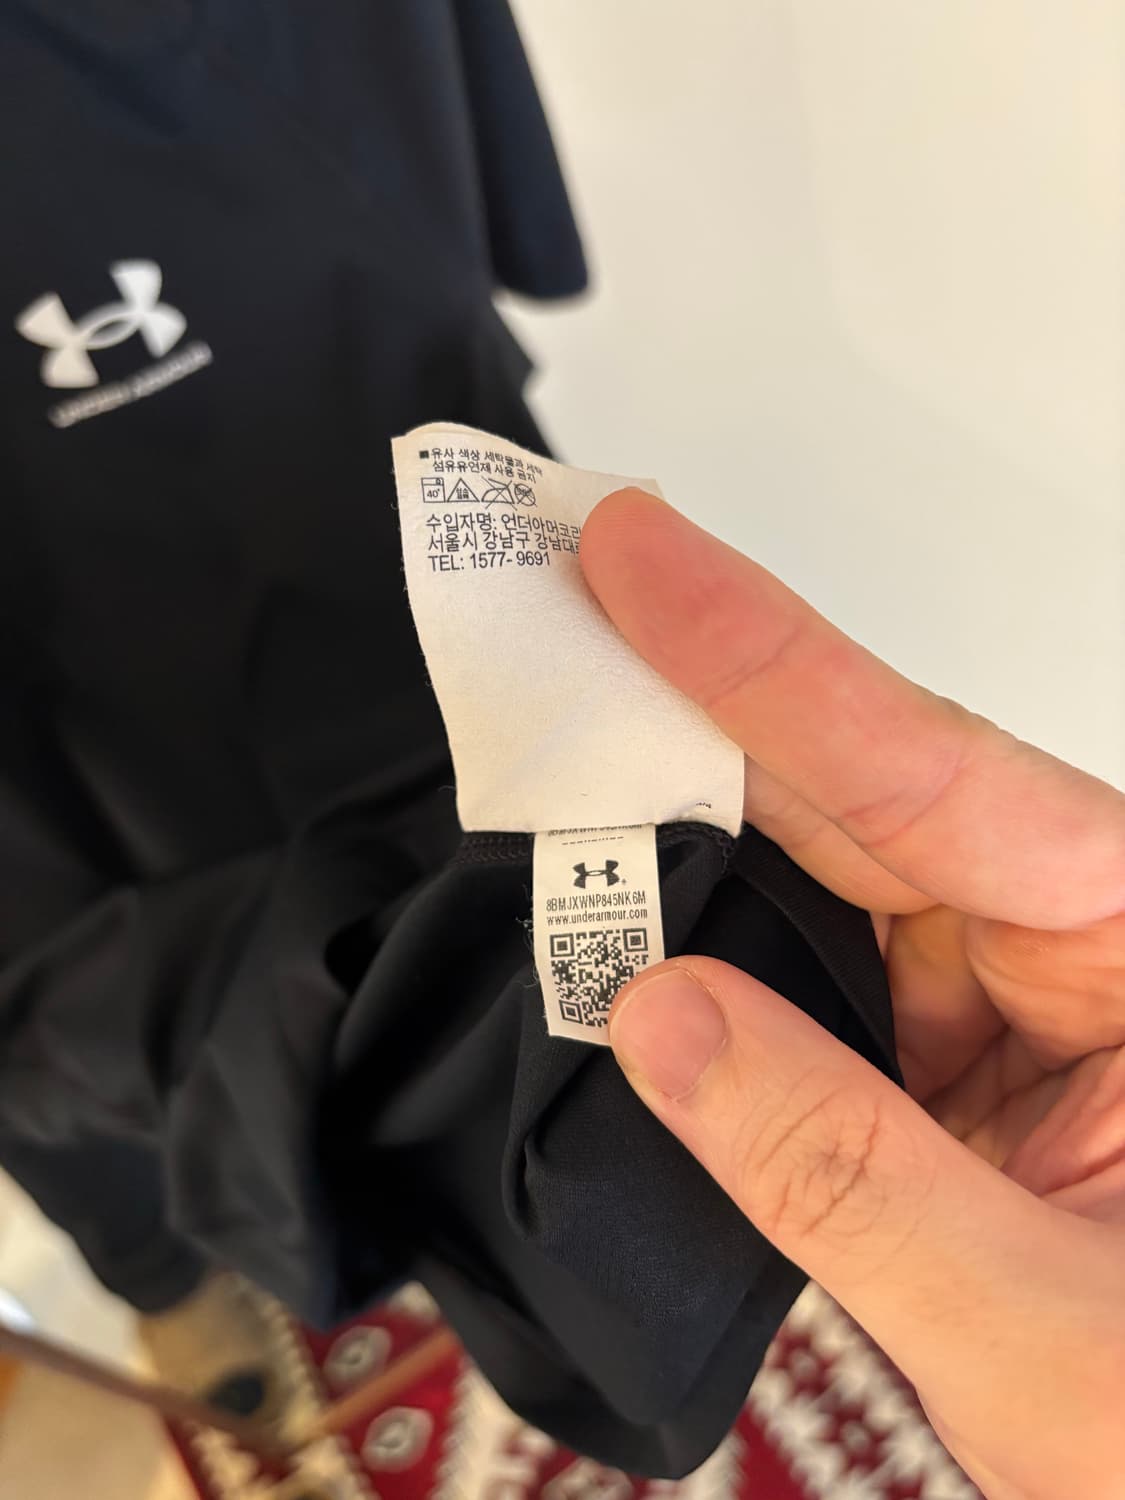 UNDER ARMOUR
■유사 색상 세탁물과 세탁
섬유유연제 사용 금지
40°
수입자명: 언더아머코리
서울시 강남구 강남대
TEL: 1577-9691
8BMJXWNP845NK6M
www.underarmour.com